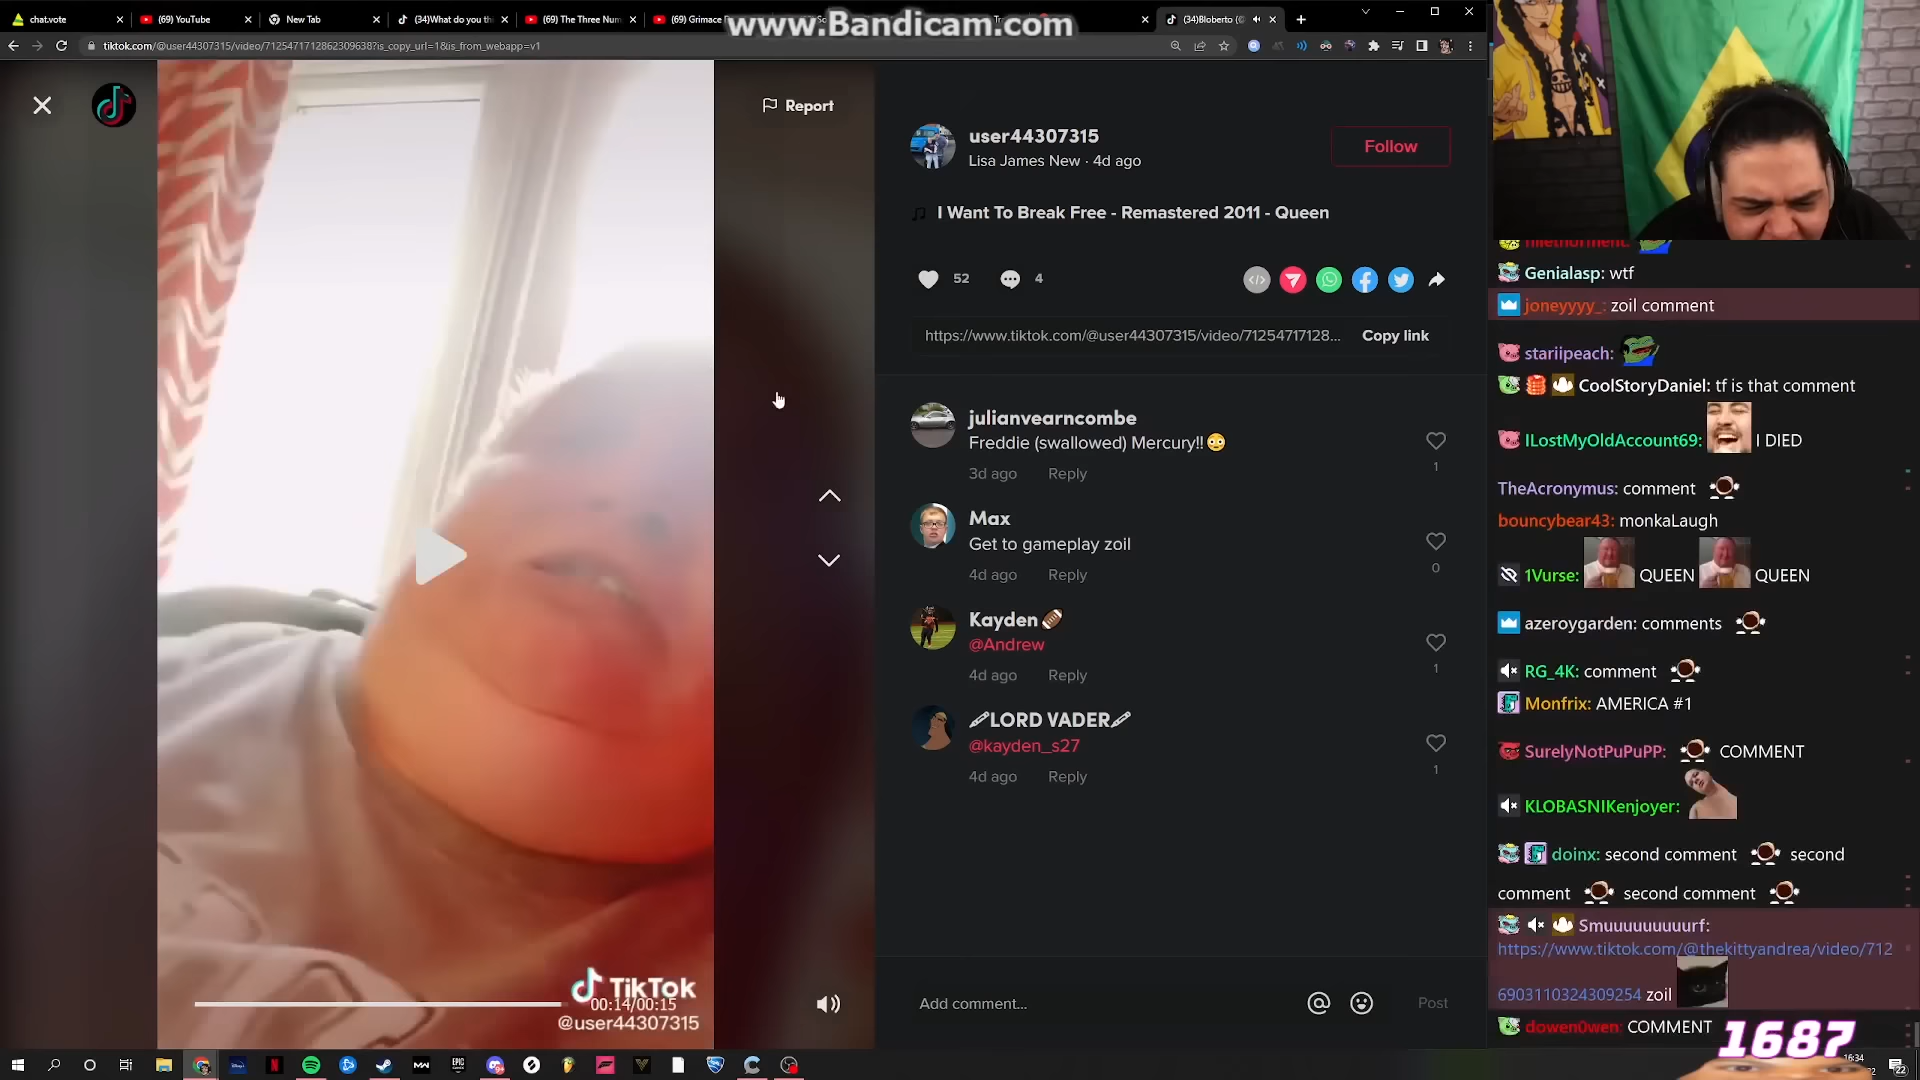 chat.vote
(69) YouTube
New Tab
(34)What do you th
(69) The Three Num
(69) Grimace
www.Bandicam.com
(34)Bloberto (
tiktok.com/@user44307315/video/7125471712862309638?is_copy_url=1&is_from_webapp=v1
Report
user44307315
Lisa James New · 4d ago
Follow
I Want To Break Free - Remastered 2011 - Queen
52
4
https://www.tiktok.com/@user44307315/video/71254717128...
Copy link
julianvearncombe
Freddie (swallowed) Mercury!!😳
3d ago Reply
1
Max
Get to gameplay zoil
4d ago Reply
0
Kayden🏈
@Andrew
4d ago Reply
1
LORD VADER
@kayden_s27
4d ago Reply
1
Add comment...
Post
TikTok
00:14/00:15
@user44307315
Genialasp: wtf
joneyyyy_: zoil comment
stariipeach:
CoolStoryDaniel: tf is that comment
ILostMyOldAccount69: I DIED
TheAcronymus: comment
bouncybear43: monkaLaugh
1Vurse: QUEEN QUEEN
azeroygarden: comments
RG_4K: comment
Monfrix: AMERICA #1
SurelyNotPuPuPP: COMMENT
KLOBASNIKenjoyer:
doinx: second comment second
comment second comment
Smuuuuuuuuurf:
https://www.tiktok.com/@thekittyandrea/video/712
6903110324309254 zoil
dowen0wen: COMMENT
1687
16:34
22